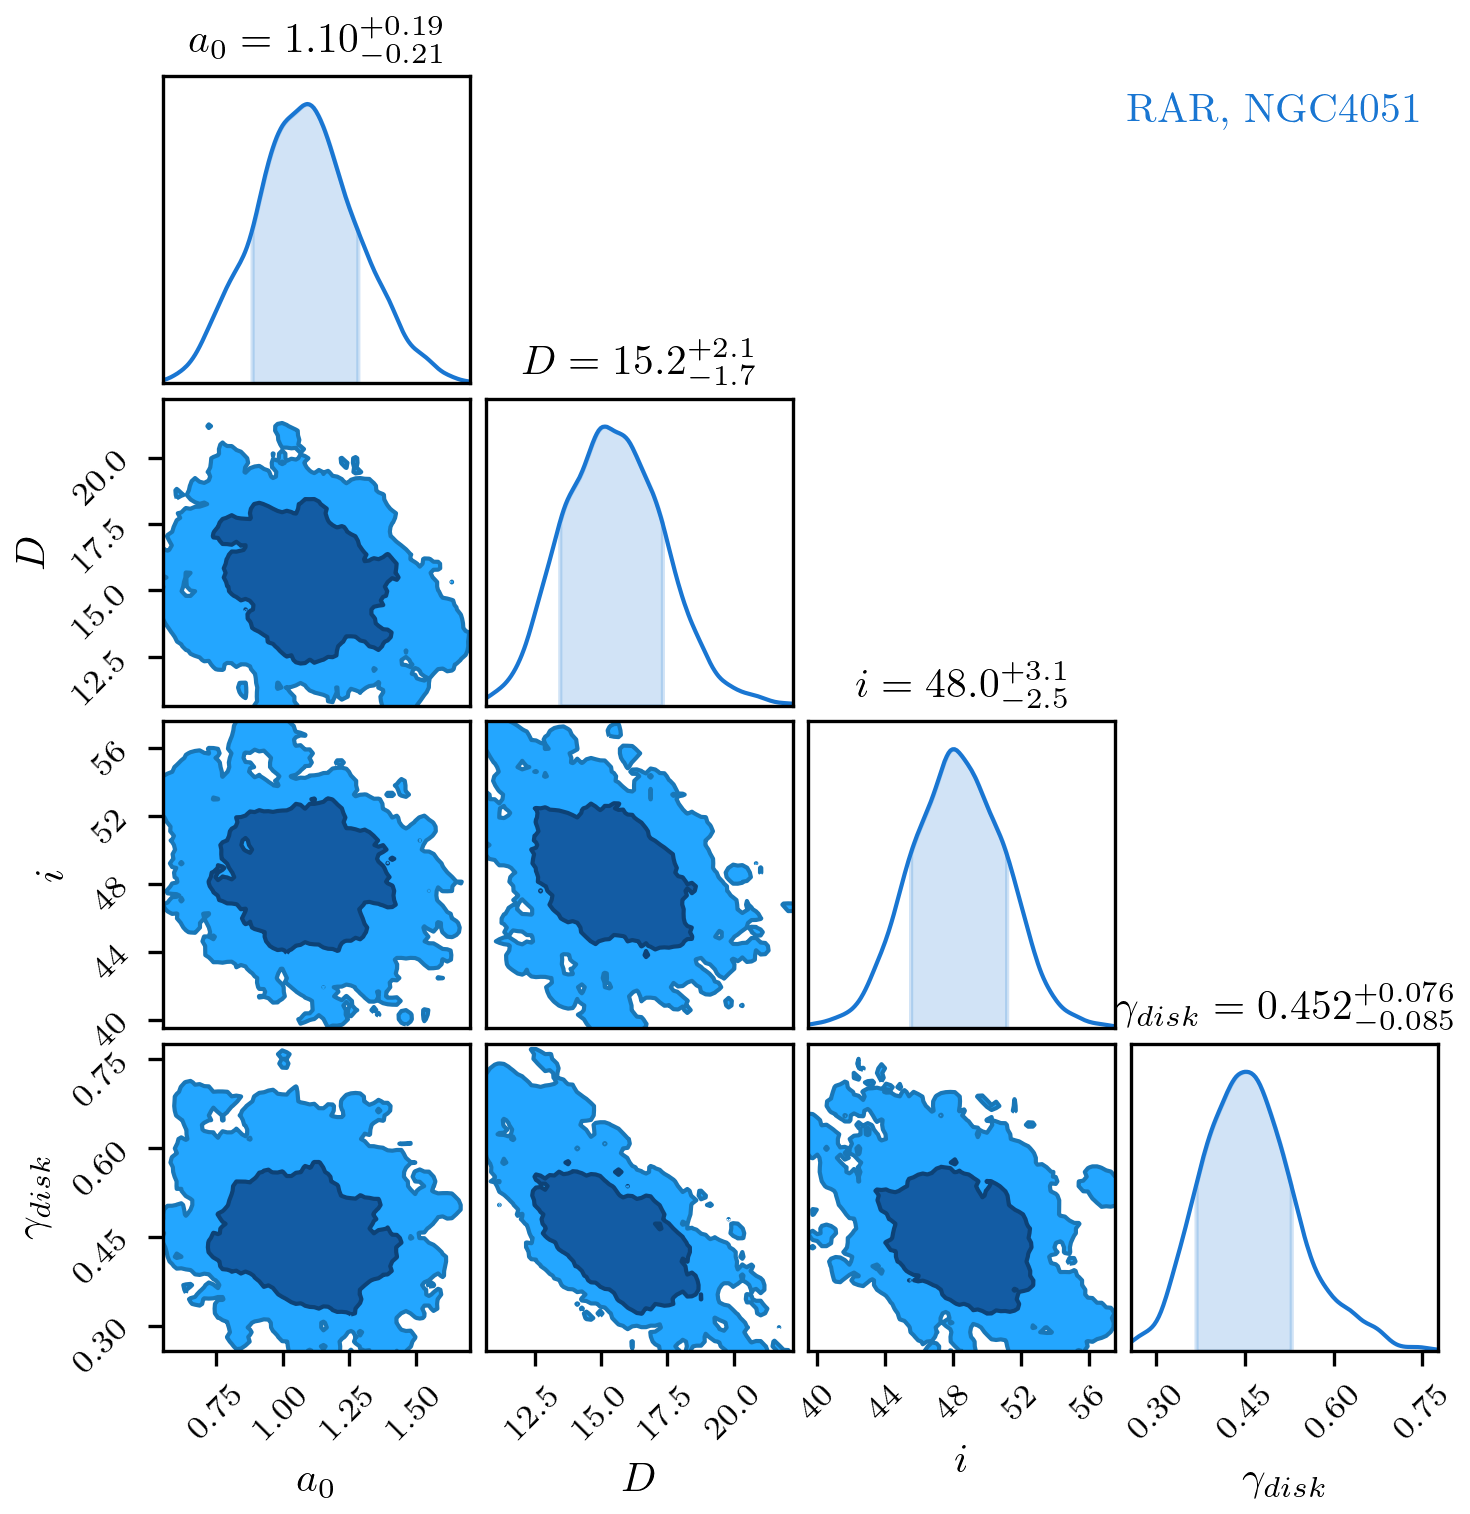 a₀ = 1.10^{+0.19}_{−0.21}
RAR, NGC4051
D = 15.2^{+2.1}_{−1.7}
D
20.0
17.5
15.0
12.5
i = 48.0^{+3.1}_{−2.5}
i
56
52
48
44
40
γ_{disk} = 0.452^{+0.076}_{−0.085}
γ_{disk}
0.75
0.60
0.45
0.30
0.75 1.00 1.25 1.50
12.5 15.0 17.5 20.0
40 44 48 52 56
0.30 0.45 0.60 0.75
a₀
D
i
γ_{disk}